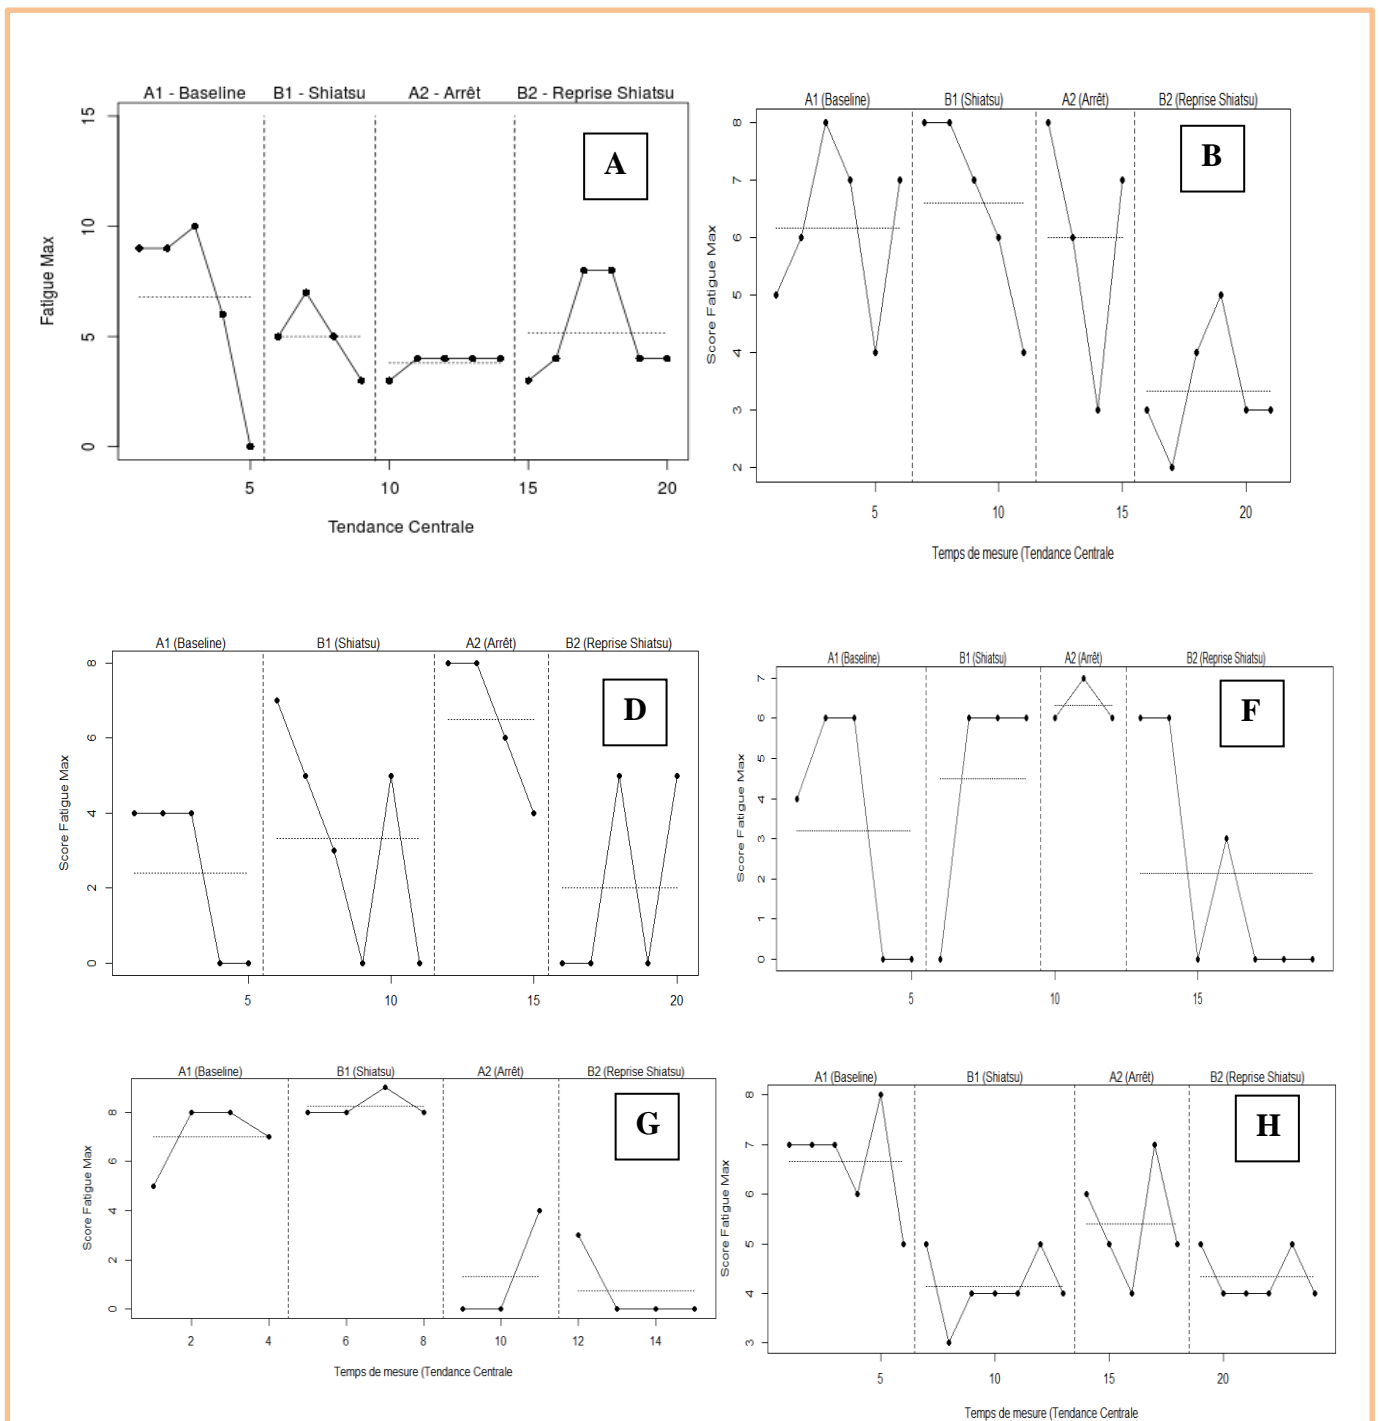 A1 - Baseline B1 - Shiatsu A2 - Arrêt B2 - Reprise Shiatsu
A
Fatigue Max
15
10
5
0
5 10 15 20
Tendance Centrale
A1 (Baseline) B1 (Shiatsu) A2 (Arrêt) B2 (Reprise Shiatsu)
B
Score Fatigue Max
8
7
6
5
4
3
2
5 10 15 20
Temps de mesure (Tendance Centrale
A1 (Baseline) B1 (Shiatsu) A2 (Arrêt) B2 (Reprise Shiatsu)
D
Score Fatigue Max
8
6
4
2
0
5 10 15 20
A1 (Baseline) B1 (Shiatsu) A2 (Arrêt) B2 (Reprise Shiatsu)
F
Score Fatigue Max
7
6
5
4
3
2
1
0
5 10 15
A1 (Baseline) B1 (Shiatsu) A2 (Arrêt) B2 (Reprise Shiatsu)
G
Score Fatigue Max
8
6
4
2
0
2 4 6 8 10 12 14
Temps de mesure (Tendance Centrale
A1 (Baseline) B1 (Shiatsu) A2 (Arrêt) B2 (Reprise Shiatsu)
H
Score Fatigue Max
8
7
6
5
4
3
5 10 15 20
Temps de mesure (Tendance Centrale